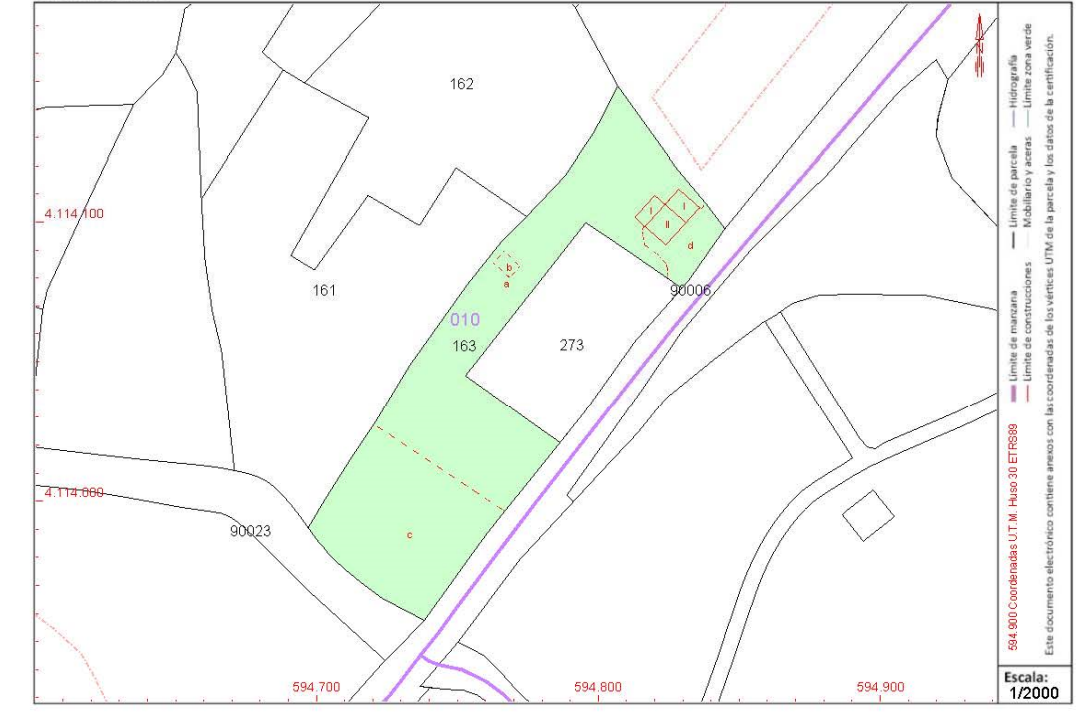 162
4.114.100
I
I
II
d
b
a
161
90006
010
163
273
4.114.000
90023
c
594.700
594.800
594.900
Hidrografía
Límite zona verde
Límite de parcela
Mobiliario y aceras
Límite de manzana
Límite de construcciones
594.900 Coordenadas U.T.M. Huso 30 ETRS89
Este documento electrónico contiene anexos con las coordenadas de los vértices UTM de la parcela y los datos de la certificación.
Escala:
1/2000